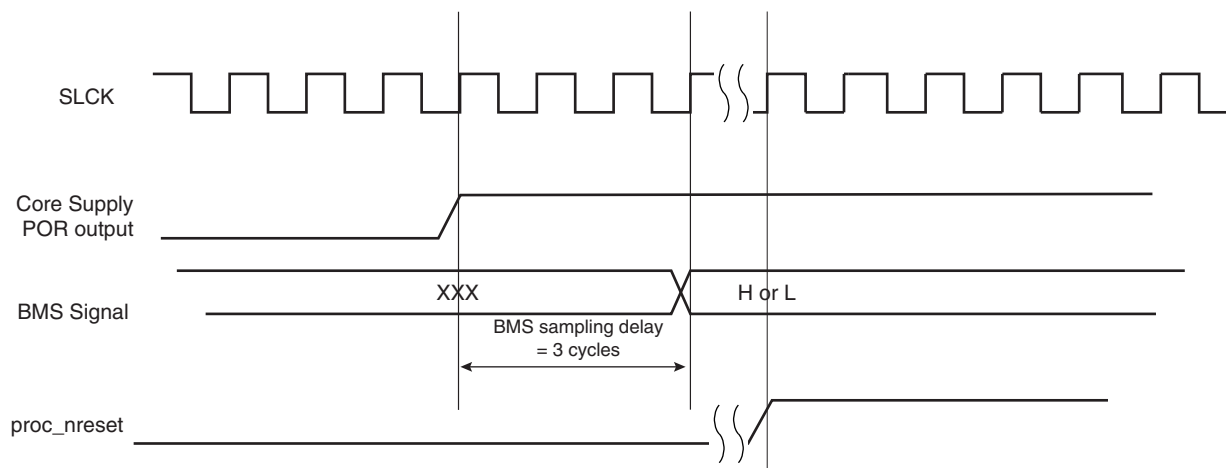 SLCK
Core Supply
POR output
BMS Signal
XXX
H or L
BMS sampling delay
= 3 cycles
proc_nreset